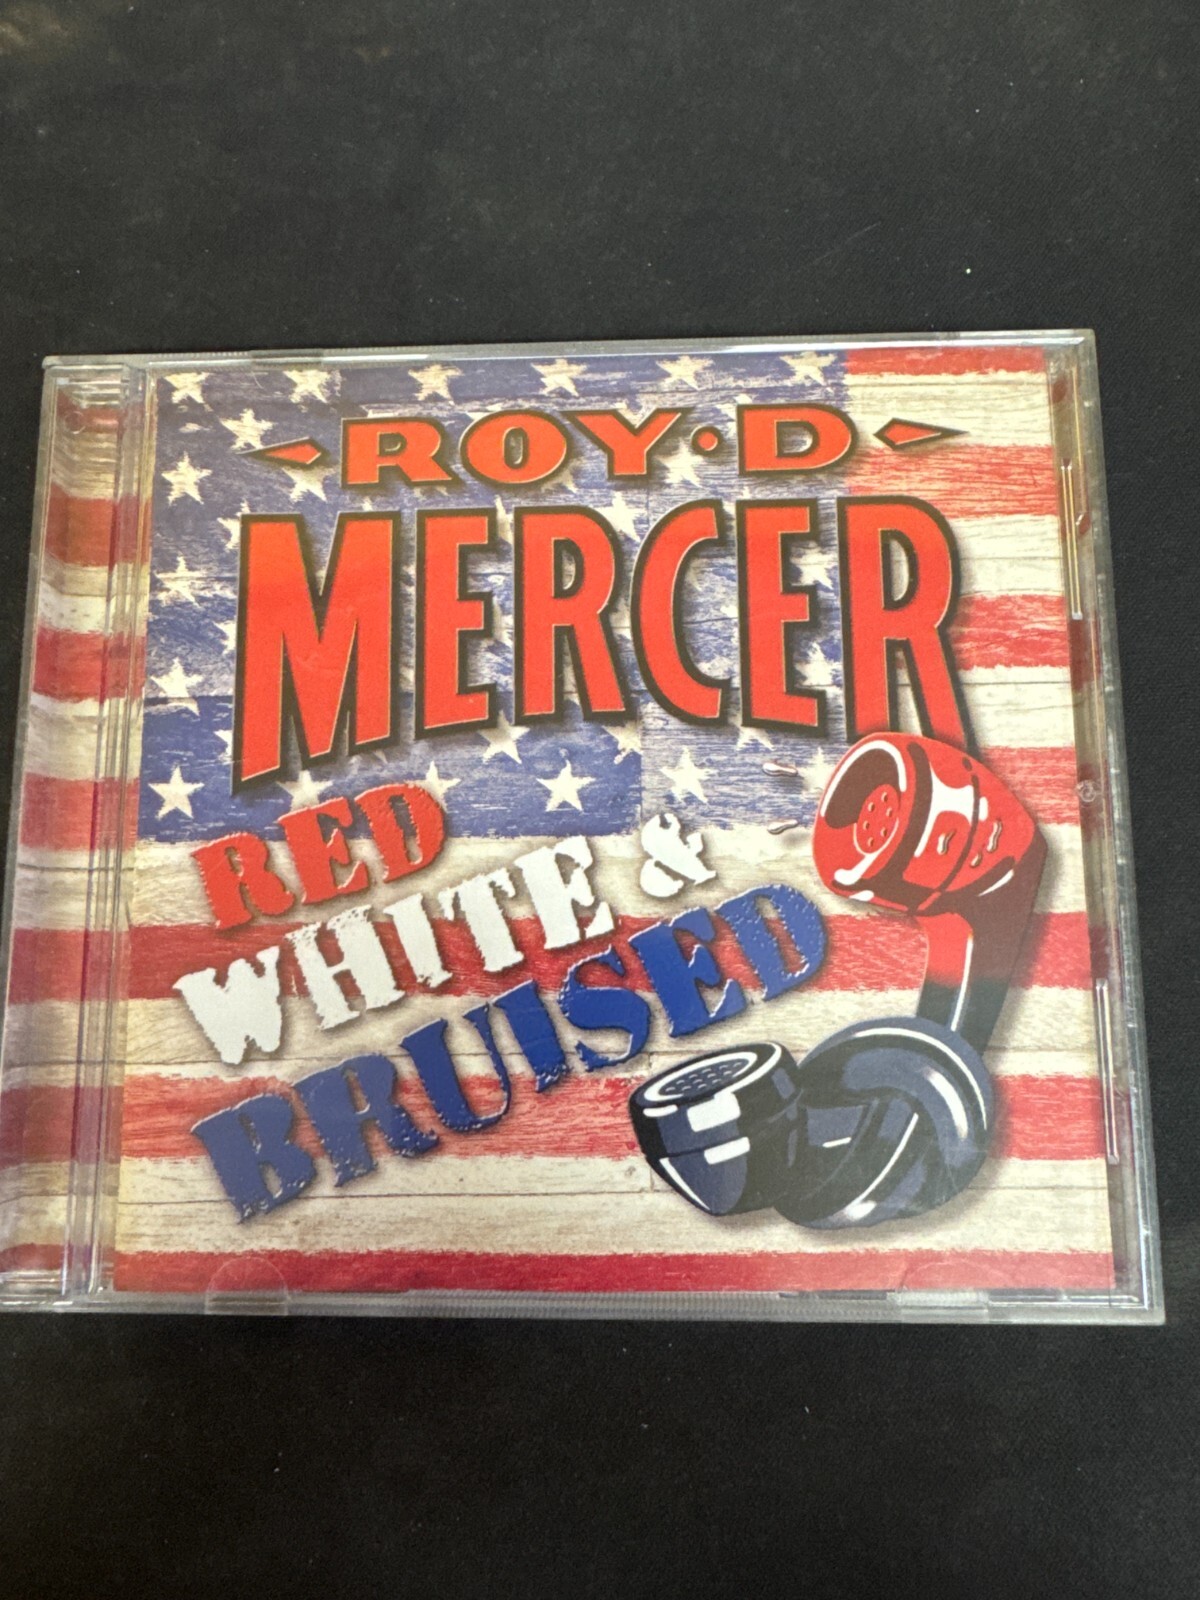 ROY·D
MERCER
RED
WHITE &
BRUISED